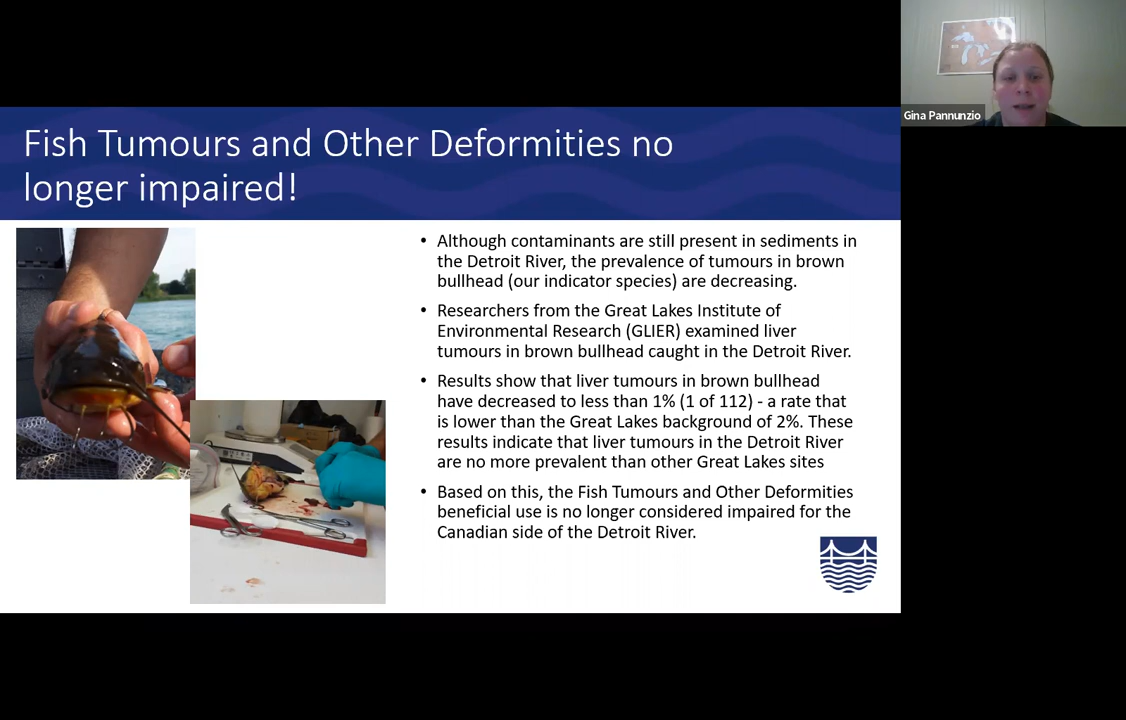 Gina Pannunzio
Fish Tumours and Other Deformities no
longer impaired!
• Although contaminants are still present in sediments in
the Detroit River, the prevalence of tumours in brown
bullhead (our indicator species) are decreasing.
• Researchers from the Great Lakes Institute of
Environmental Research (GLIER) examined liver
tumours in brown bullhead caught in the Detroit River.
• Results show that liver tumours in brown bullhead
have decreased to less than 1% (1 of 112) - a rate that
is lower than the Great Lakes background of 2%. These
results indicate that liver tumours in the Detroit River
are no more prevalent than other Great Lakes sites
• Based on this, the Fish Tumours and Other Deformities
beneficial use is no longer considered impaired for the
Canadian side of the Detroit River.